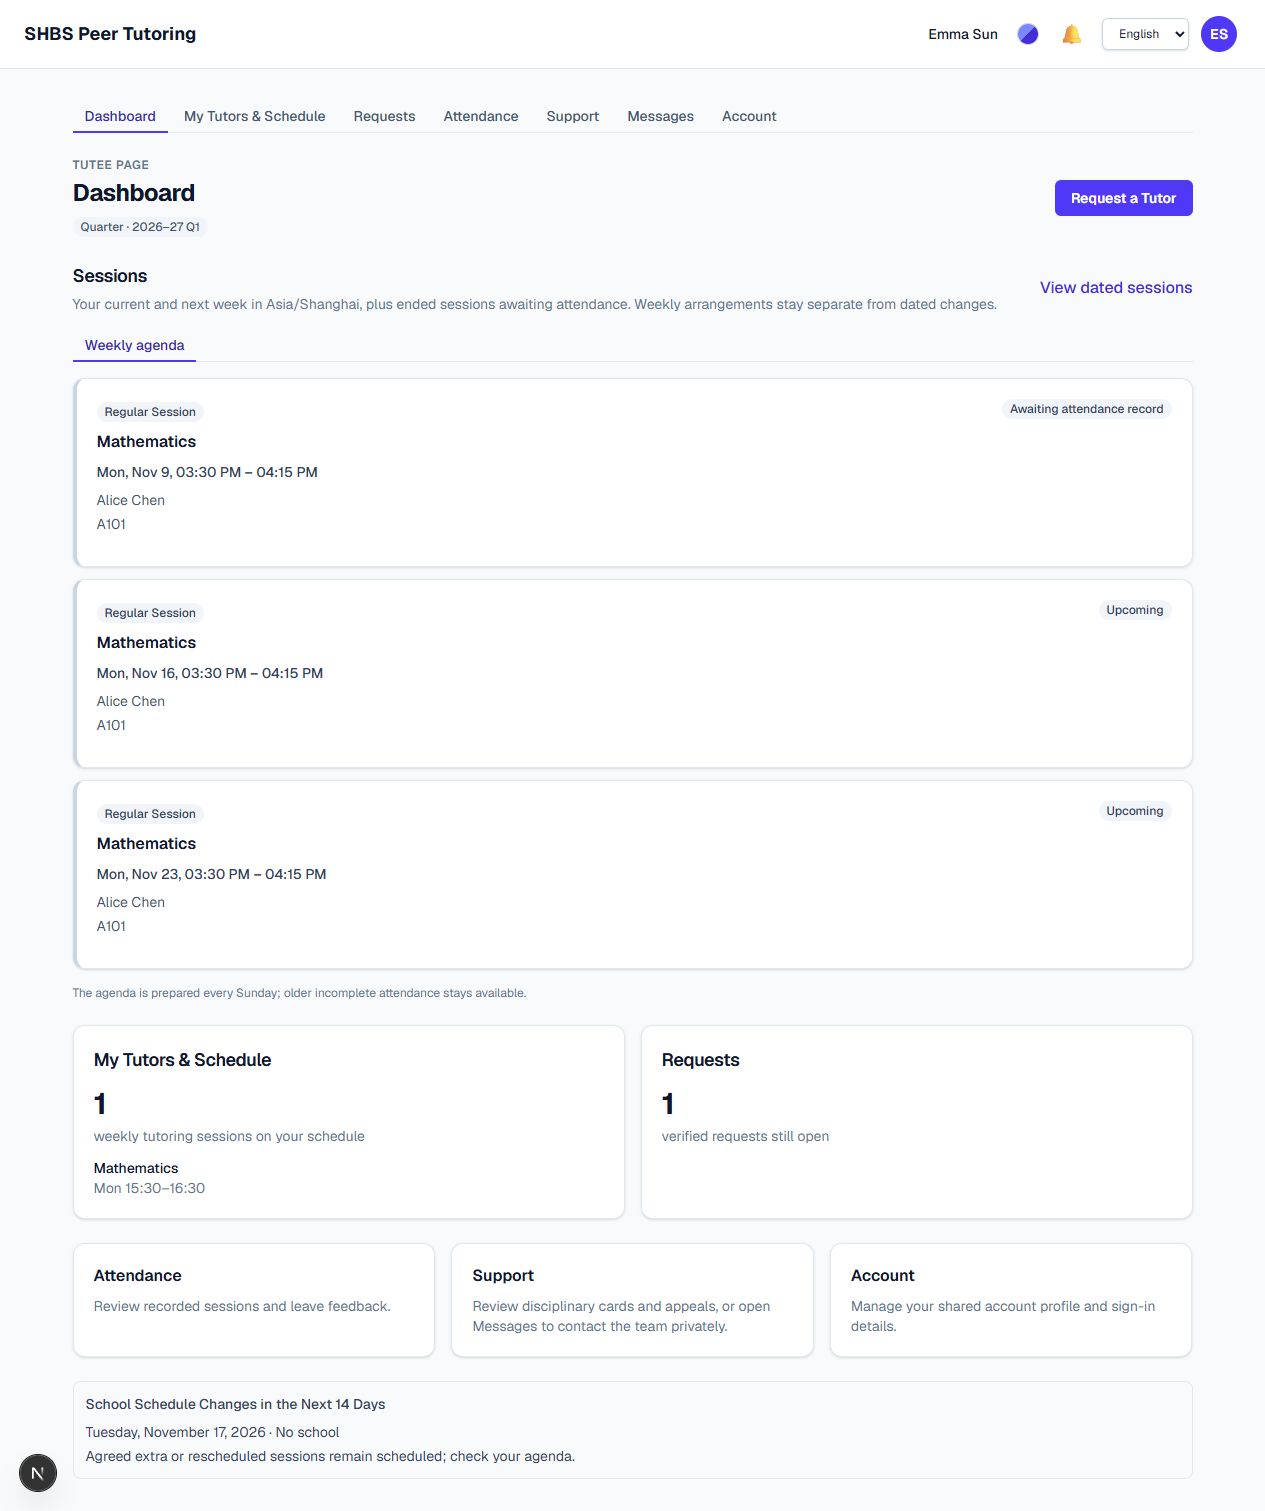 SHBS Peer Tutoring
Emma Sun
English
ES
Dashboard
My Tutors & Schedule
Requests
Attendance
Support
Messages
Account
TUTEE PAGE
Dashboard
Request a Tutor
Quarter · 2026–27 Q1
Sessions
View dated sessions
Your current and next week in Asia/Shanghai, plus ended sessions awaiting attendance. Weekly arrangements stay separate from dated changes.
Weekly agenda
Regular Session
Awaiting attendance record
Mathematics
Mon, Nov 9, 03:30 PM – 04:15 PM
Alice Chen
A101
Regular Session
Upcoming
Mathematics
Mon, Nov 16, 03:30 PM – 04:15 PM
Alice Chen
A101
Regular Session
Upcoming
Mathematics
Mon, Nov 23, 03:30 PM – 04:15 PM
Alice Chen
A101
The agenda is prepared every Sunday; older incomplete attendance stays available.
My Tutors & Schedule
1
weekly tutoring sessions on your schedule
Mathematics
Mon 15:30–16:30
Requests
1
verified requests still open
Attendance
Review recorded sessions and leave feedback.
Support
Review disciplinary cards and appeals, or open
Messages to contact the team privately.
Account
Manage your shared account profile and sign-in
details.
School Schedule Changes in the Next 14 Days
Tuesday, November 17, 2026 · No school
Agreed extra or rescheduled sessions remain scheduled; check your agenda.
N